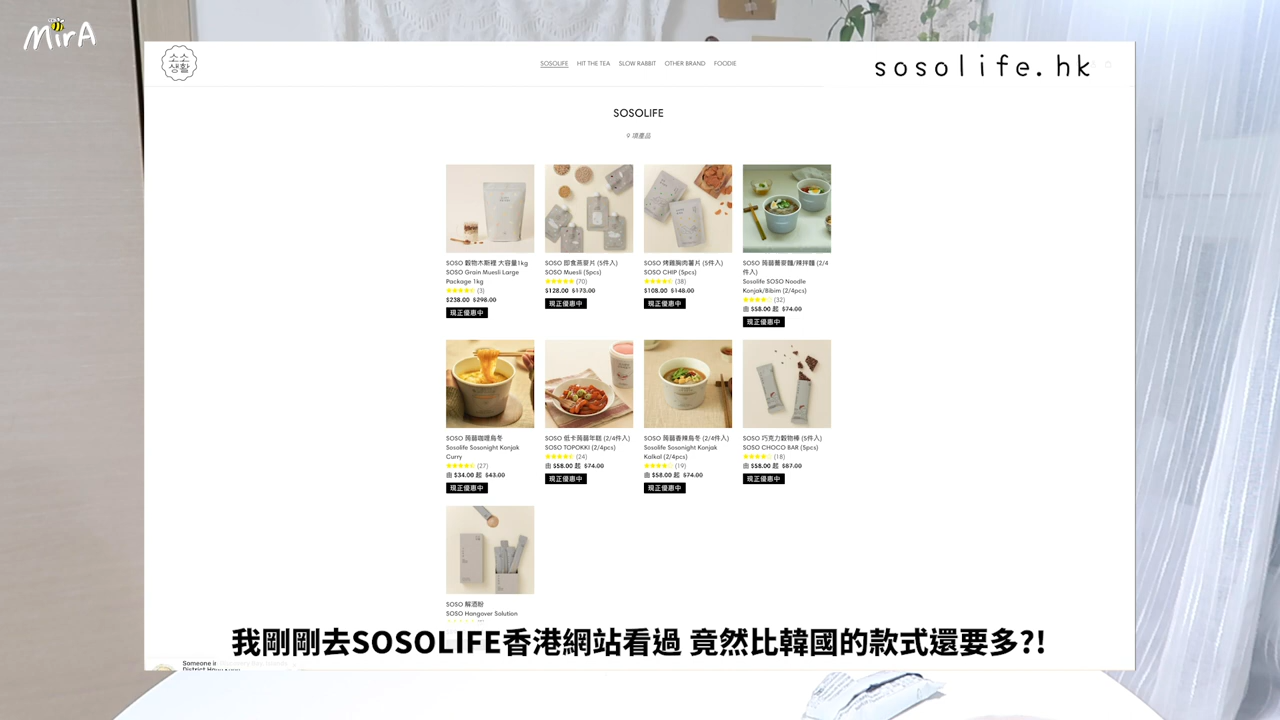 MirA
소소
생활
SOSOLIFE HIT THE TEA SLOW RABBIT OTHER BRAND FOODIE
sosolife.hk
SOSOLIFE
9 項產品
SOSO 穀物木斯裡 大容量1kg
SOSO Grain Muesli Large
Package 1kg
(3)
$238.00 $298.00
現正優惠中
SOSO 即食燕麥片 (5件入)
SOSO Muesli (5pcs)
(70)
$128.00 $173.00
現正優惠中
SOSO 烤雞胸肉薯片 (5件入)
SOSO CHIP (5pcs)
(38)
$108.00 $148.00
現正優惠中
SOSO 蒟蒻蕎麥麵/辣拌麵 (2/4
件入)
Sosolife SOSO Noodle
Konjak/Bibim (2/4pcs)
(32)
由 $58.00 起 $74.00
現正優惠中
SOSO 蒟蒻咖喱烏冬
Sosolife Sosonight Konjak
Curry
(27)
由 $34.00 起 $43.00
現正優惠中
SOSO 低卡蒟蒻年糕 (2/4件入)
SOSO TOPOKKI (2/4pcs)
(24)
由 $58.00 起 $74.00
現正優惠中
SOSO 蒟蒻香辣烏冬 (2/4件入)
Sosolife Sosonight Konjak
Kalkal (2/4pcs)
(19)
由 $58.00 起 $74.00
現正優惠中
SOSO 巧克力穀物棒 (5件入)
SOSO CHOCO BAR (5pcs)
(18)
由 $58.00 起 $87.00
現正優惠中
SOSO 解酒粉
SOSO Hangover Solution
我剛剛去SOSOLIFE香港網站看過 竟然比韓國的款式還要多?!
Someone in